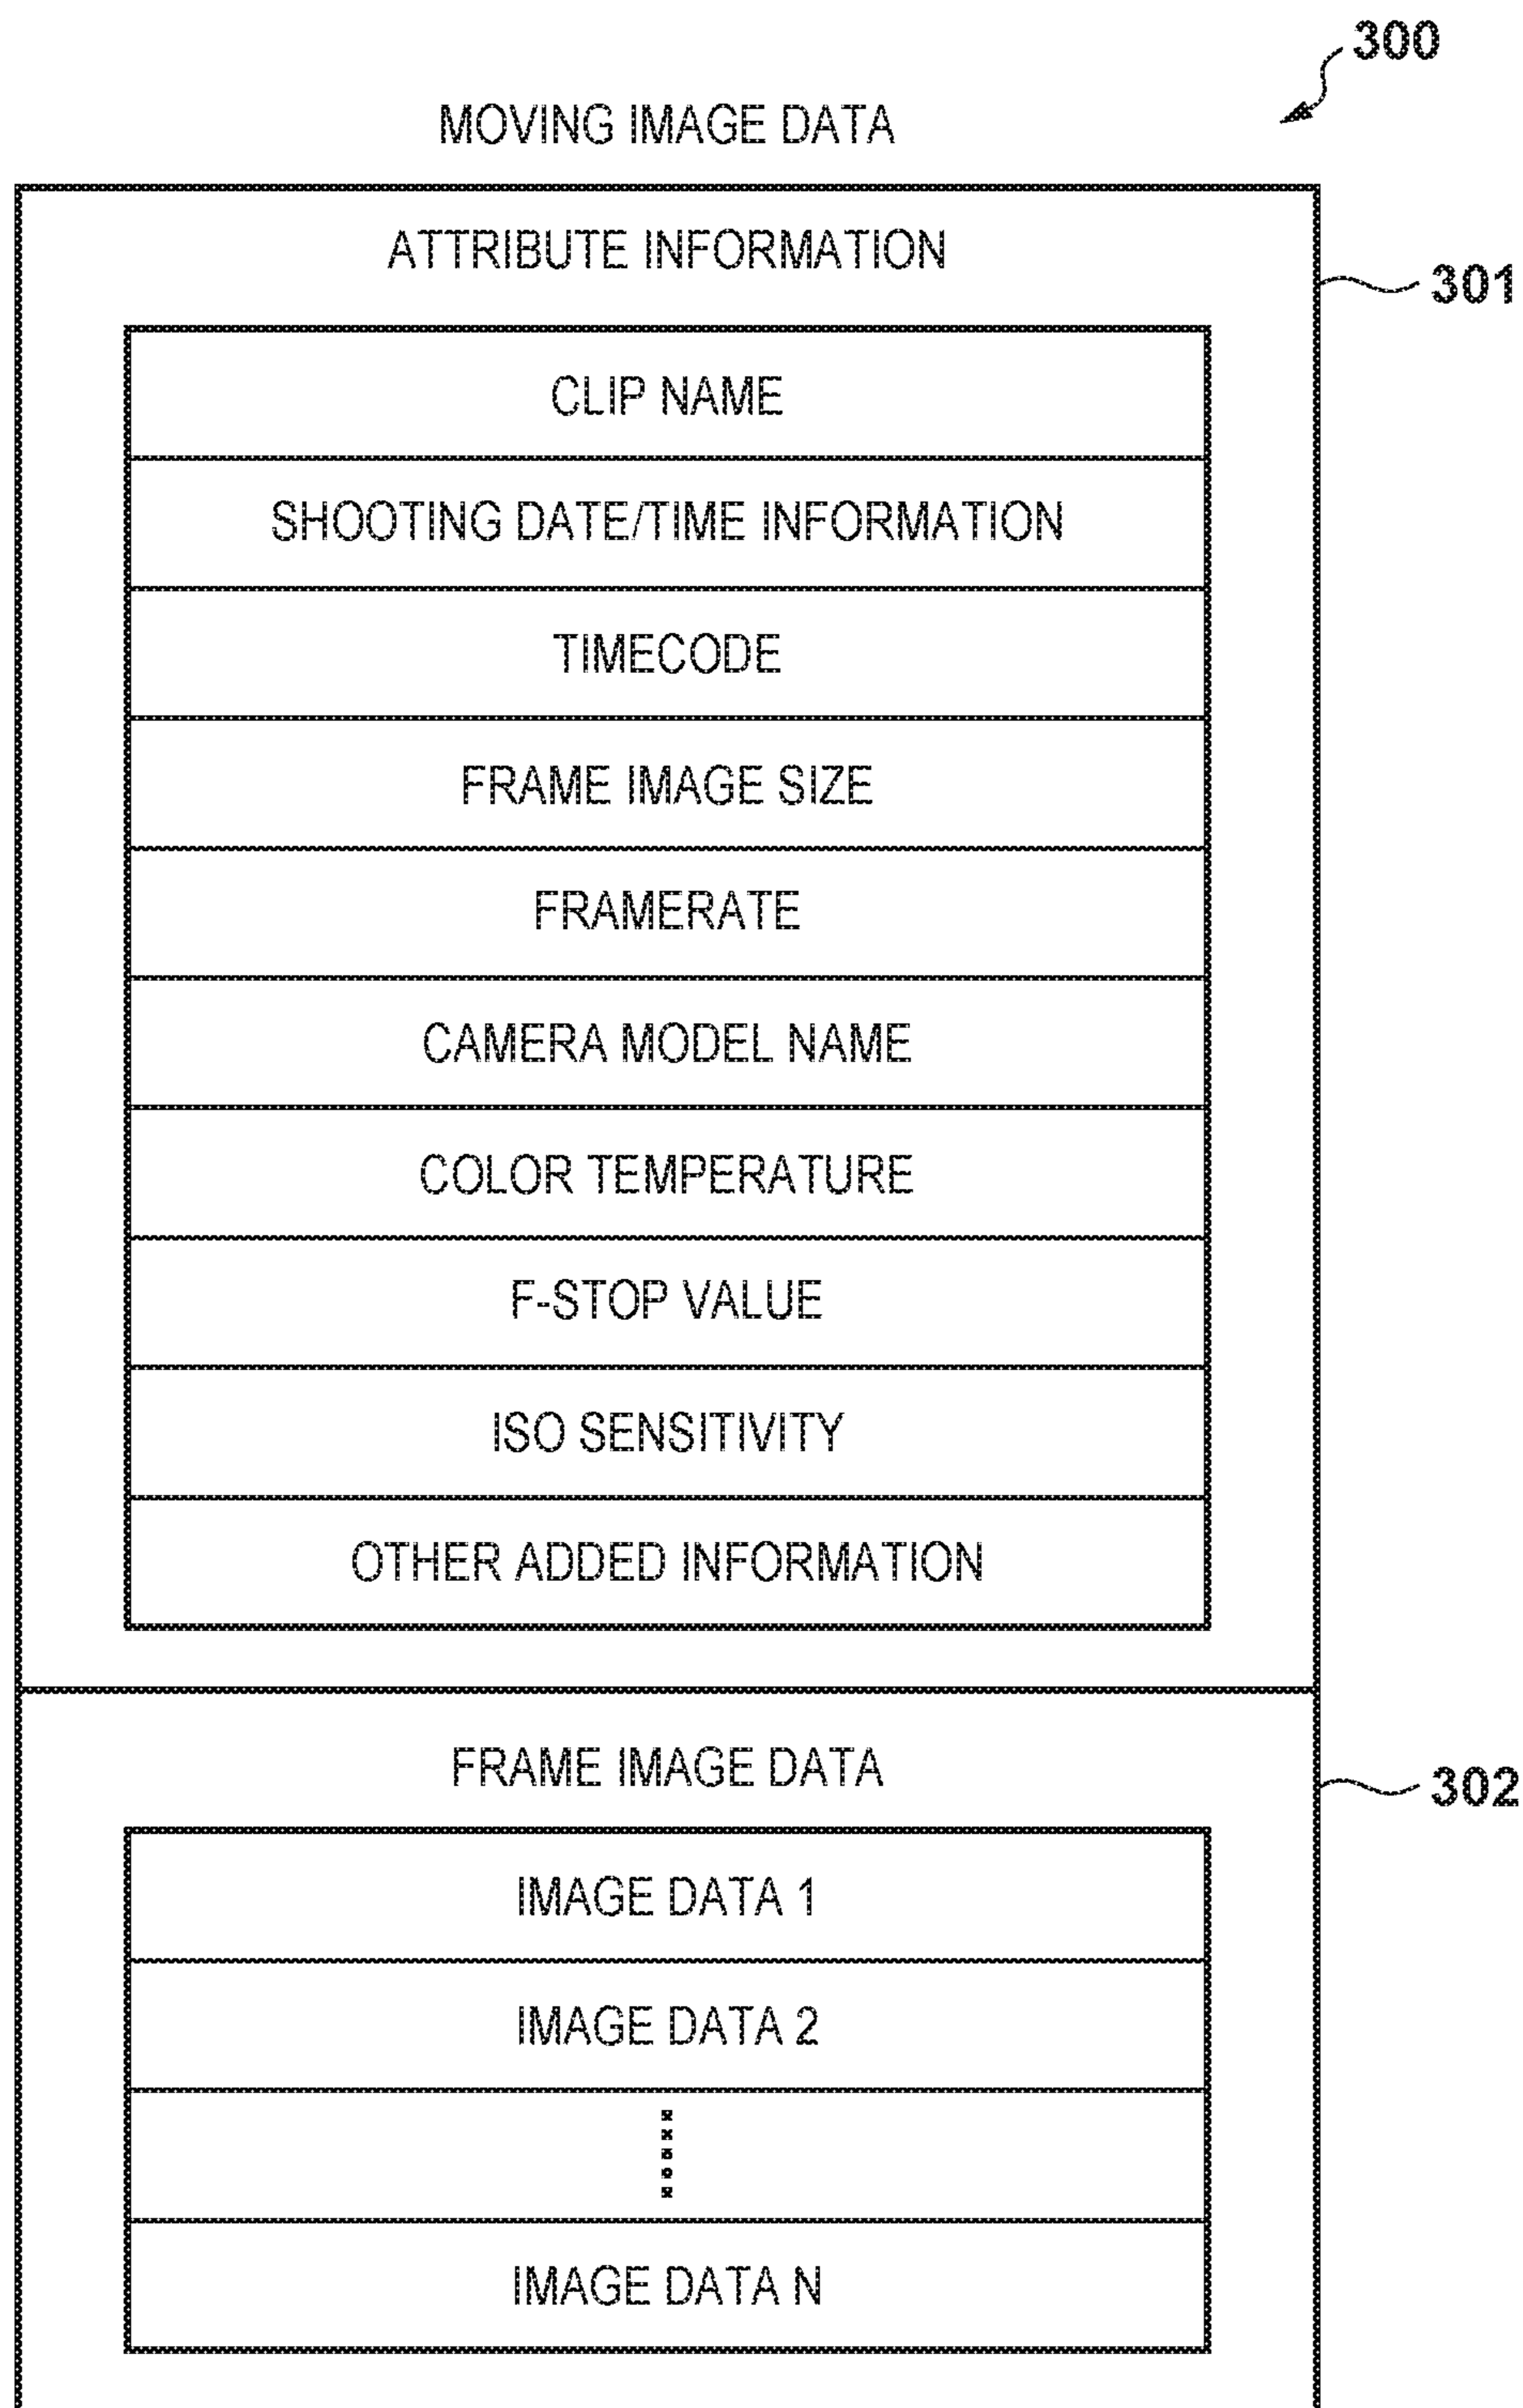 300
MOVING IMAGE DATA
ATTRIBUTE INFORMATION
301
CLIP NAME
SHOOTING DATE/TIME INFORMATION
TIMECODE
FRAME IMAGE SIZE
FRAMERATE
CAMERA MODEL NAME
COLOR TEMPERATURE
F-STOP VALUE
ISO SENSITIVITY
OTHER ADDED INFORMATION
FRAME IMAGE DATA
302
IMAGE DATA 1
IMAGE DATA 2
IMAGE DATA N